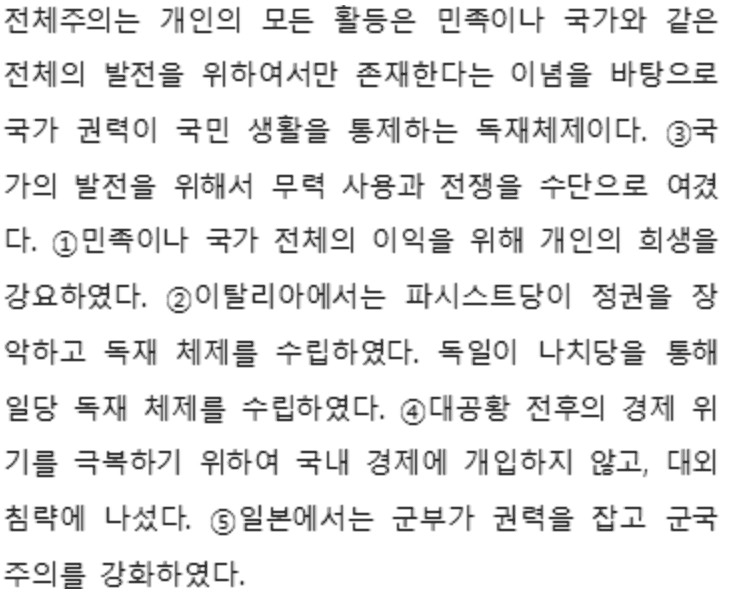 전체주의는 개인의 모든 활등은 민족이나 국가와 같은
전체의 발전을 위하여서만 존재한다는 이념을 바탕으로
국가 권력이 국민 생활을 통제하는 독재체제이다. ③국
가의 발전을 위해서 무력 사용과 전쟁을 수단으로 여겼
다. ①민족이나 국가 전체의 이익을 위해 개인의 희생을
강요하였다. ②이탈리아에서는 파시스트당이 정권을 장
악하고 독재 체제를 수립하였다. 독일이 나치당을 통해
일당 독재 체제를 수립하였다. ④대공황 전후의 경제 위
기를 극복하기 위하여 국내 경제에 개입하지 않고, 대외
침략에 나섰다. ⑤일본에서는 군부가 권력을 잡고 군국
주의를 강화하였다.